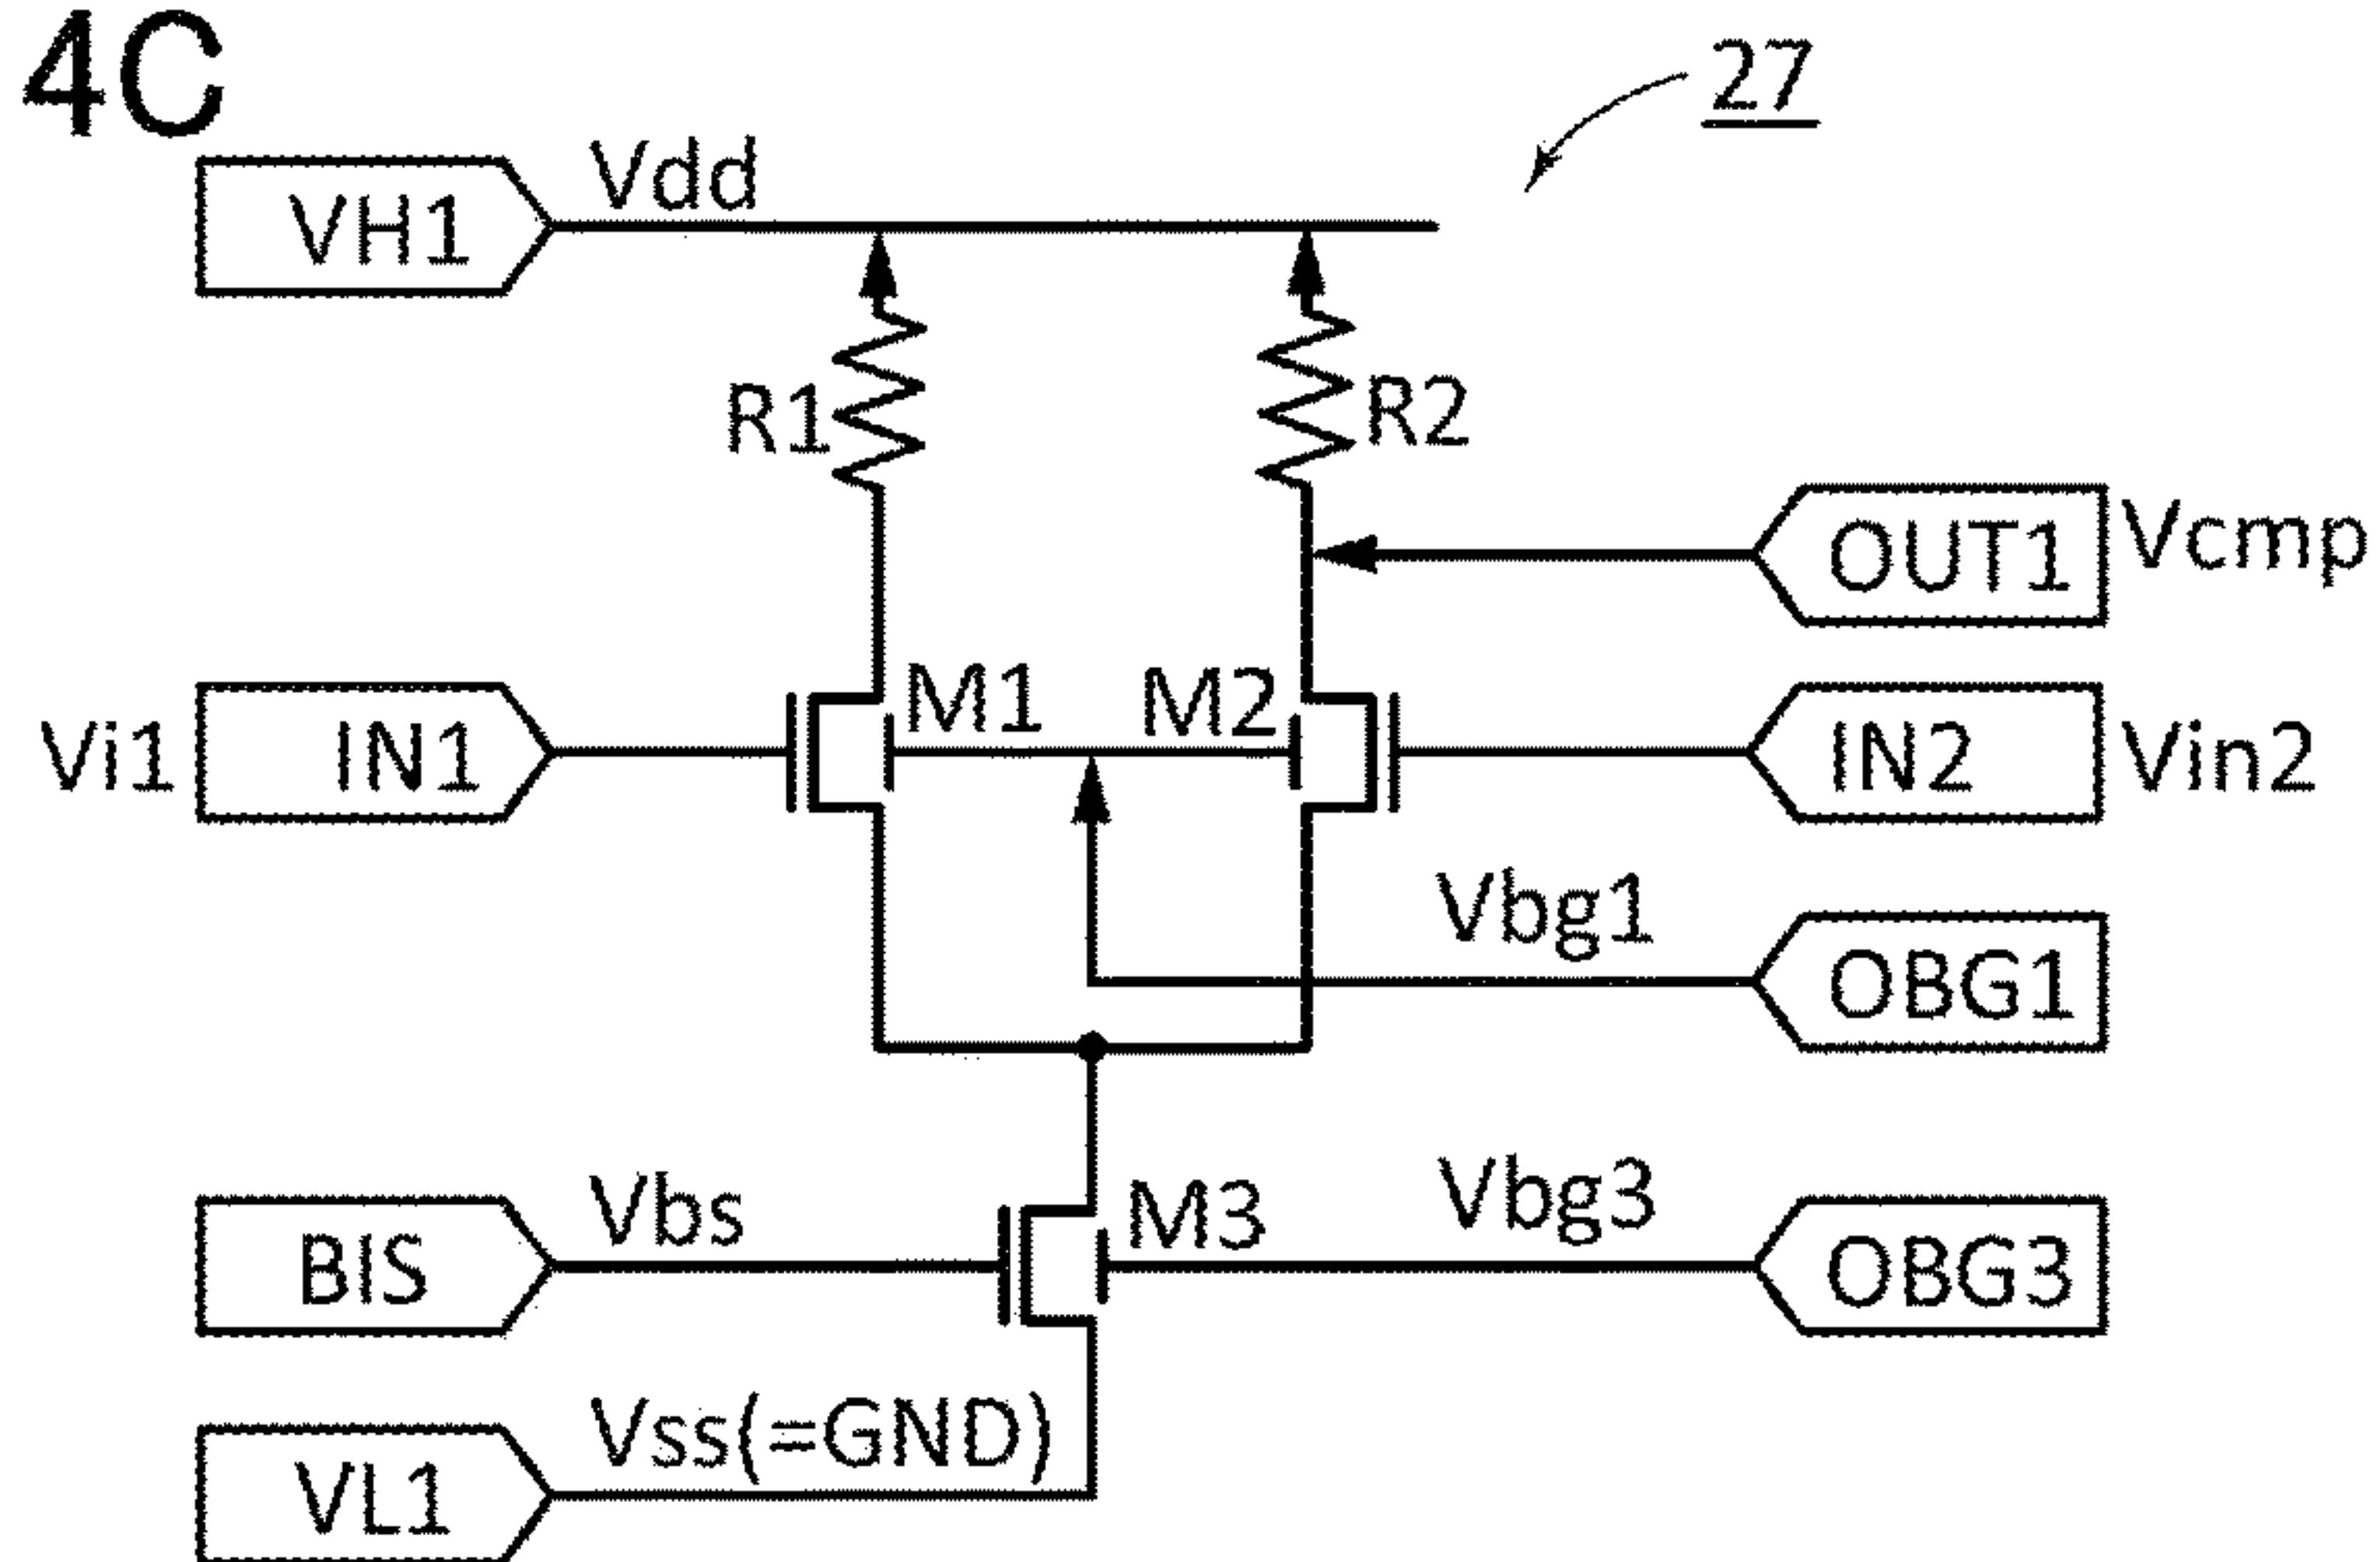 4C
27
Vdd
VH1
R1
R2
OUT1 Vcmp
M1 M2
Vi1 IN1
IN2 Vin2
Vbg1
OBG1
Vbs
M3
Vbg3
BIS
OBG3
Vss(=GND)
VL1